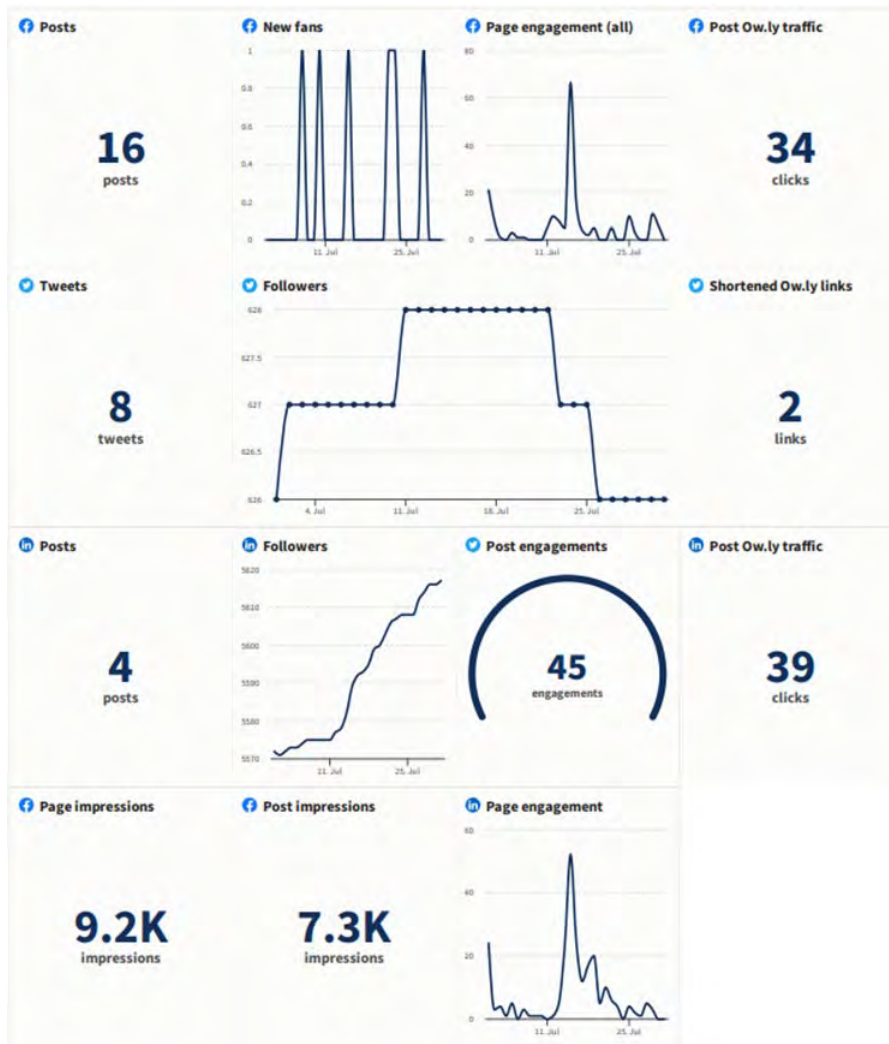 Posts
New fans
Page engagement (all)
Post Ow.ly traffic
1
0.8
0.6
0.4
0.2
0
11. Jul
25. Jul
80
60
40
20
0
11. Jul
25. Jul
16
posts
34
clicks
Tweets
Followers
Shortened Ow.ly links
628
627.5
627
626.5
626
4. Jul
11. Jul
18. Jul
25. Jul
8
tweets
2
links
in Posts
in Followers
Post engagements
in Post Ow.ly traffic
5620
5610
5600
5590
5580
5570
11. Jul
25. Jul
4
posts
45
engagements
39
clicks
Page impressions
Post impressions
in Page engagement
9.2K
impressions
7.3K
impressions
60
40
20
0
11. Jul
25. Jul